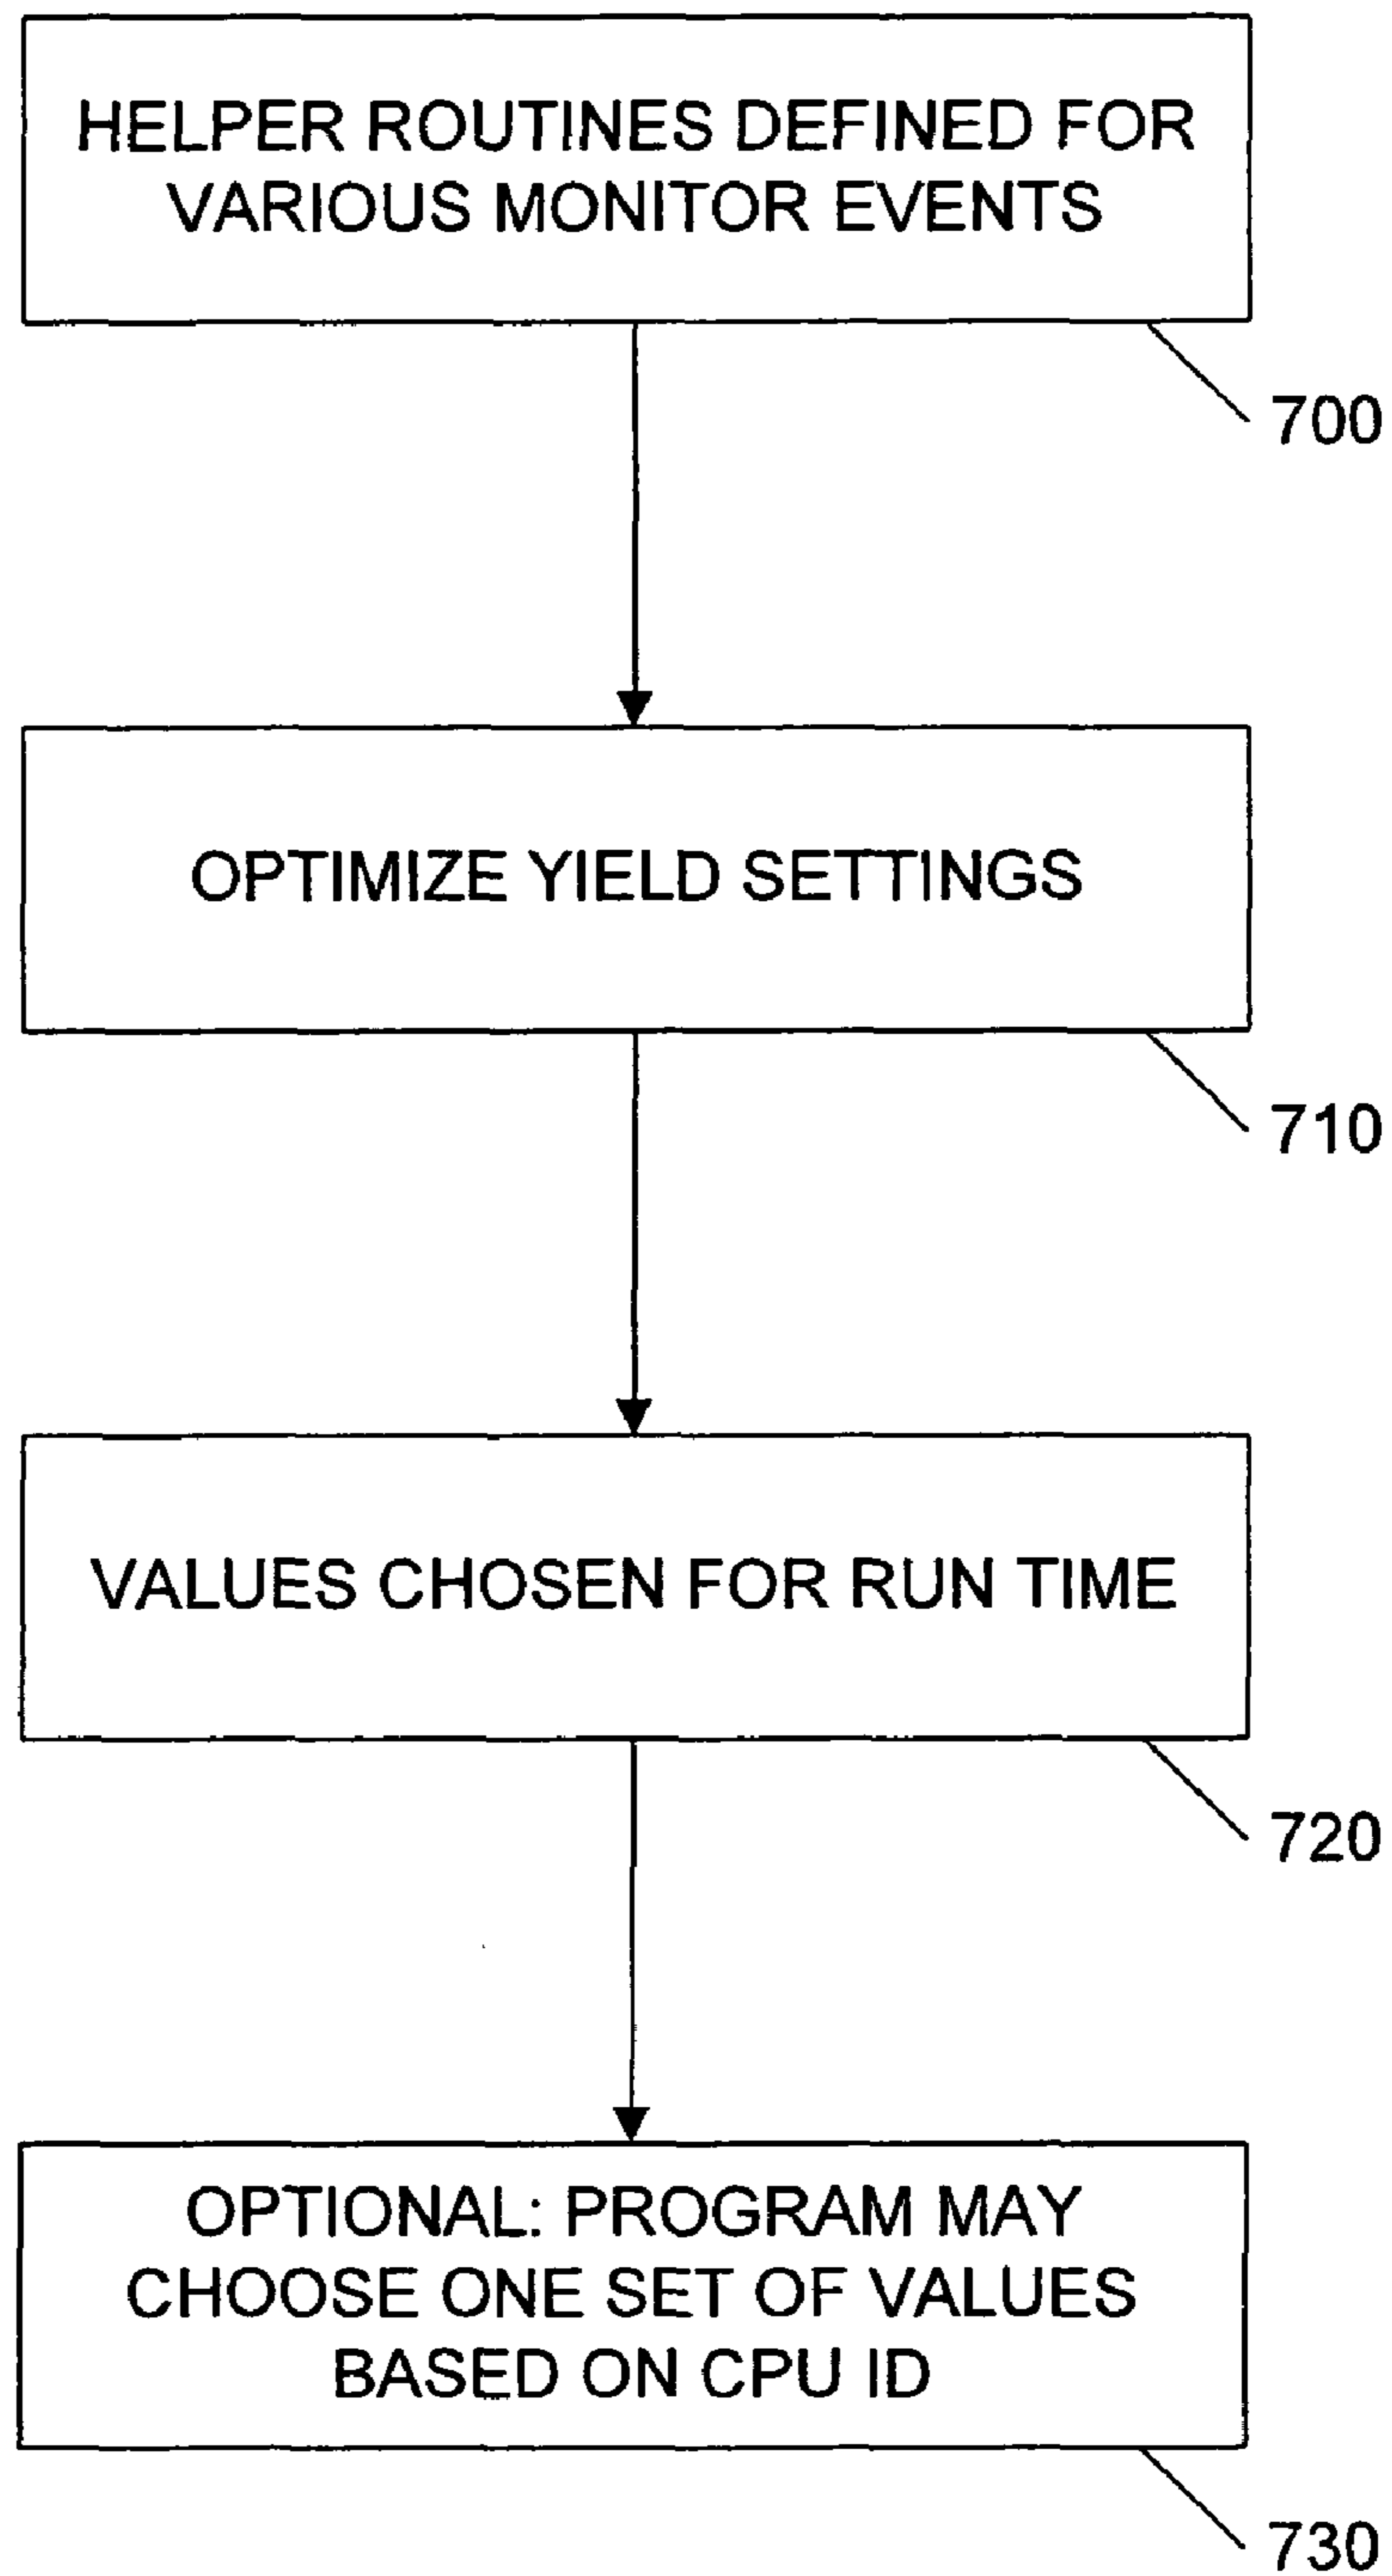 HELPER ROUTINES DEFINED FOR
VARIOUS MONITOR EVENTS
700
OPTIMIZE YIELD SETTINGS
710
VALUES CHOSEN FOR RUN TIME
720
OPTIONAL: PROGRAM MAY
CHOOSE ONE SET OF VALUES
BASED ON CPU ID
730